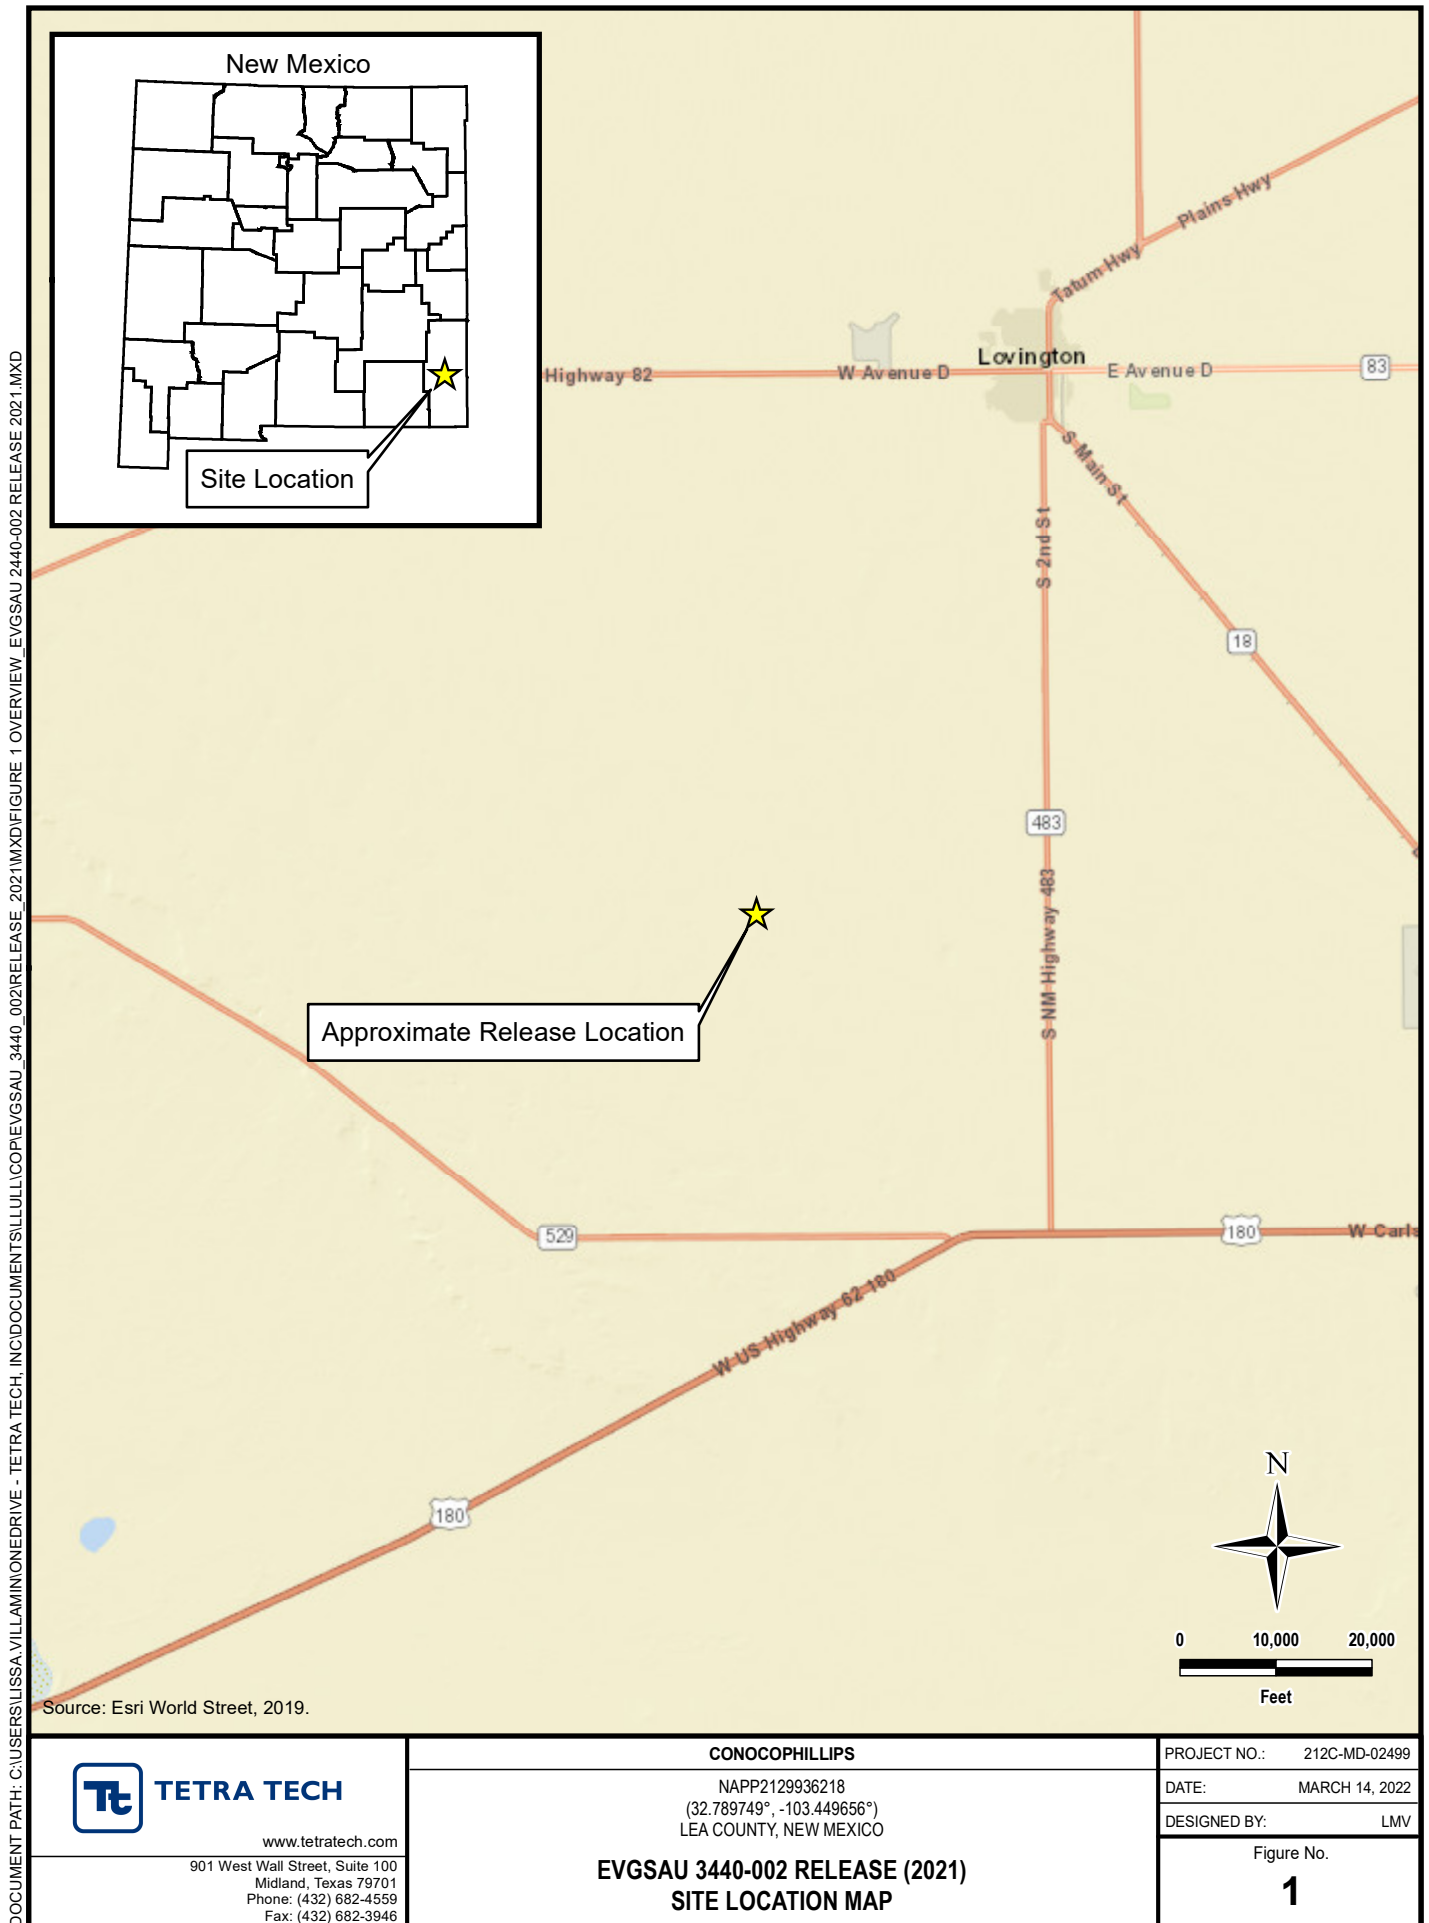 New Mexico
Site Location
Plains Hwy
Tatum Hwy
Lovington
Highway 82
W Avenue D
E Avenue D
83
S Main St
S 2nd St
18
483
S NM Highway 483
Approximate Release Location
529
180
W Carls
W US Highway 62 180
180
N
0 10,000 20,000
Feet
Source: Esri World Street, 2019.
DOCUMENT PATH: C:\USERS\LISSA.VILLAMIN\ONEDRIVE - TETRA TECH, INC\DOCUMENTS\LLULL\COP\EVGSAU_3440_002\RELEASE_2021\MXD\FIGURE 1 OVERVIEW_EVGSAU 2440-002 RELEASE 2021.MXD
Tt TETRA TECH
www.tetratech.com
901 West Wall Street, Suite 100
Midland, Texas 79701
Phone: (432) 682-4559
Fax: (432) 682-3946
CONOCOPHILLIPS
NAPP2129936218
(32.789749°, -103.449656°)
LEA COUNTY, NEW MEXICO
EVGSAU 3440-002 RELEASE (2021)
SITE LOCATION MAP
PROJECT NO.: 212C-MD-02499
DATE: MARCH 14, 2022
DESIGNED BY: LMV
Figure No.
1